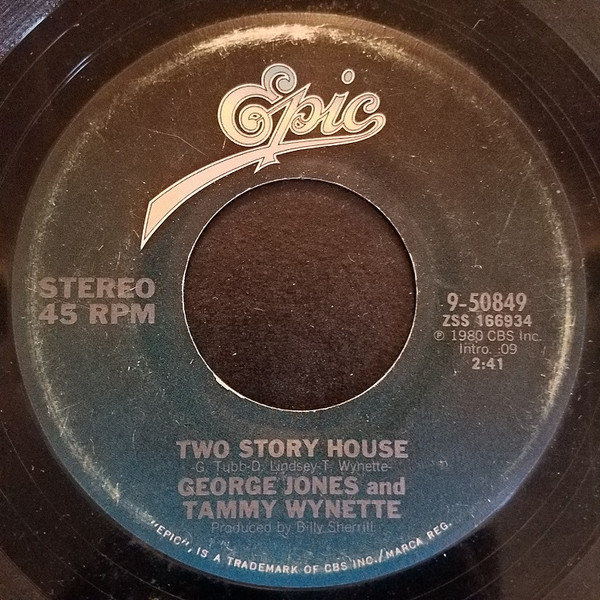 Epic
STEREO
45 RPM
9-50849
ZSS 166934
℗ 1980 CBS Inc.
Intro. :09
2:41
TWO STORY HOUSE
-G. Tubb-D. Lindsey-T. Wynette-
GEORGE JONES and
TAMMY WYNETTE
Produced by Billy Sherrill
"EPIC", IS A TRADEMARK OF CBS INC./MARCA REG.